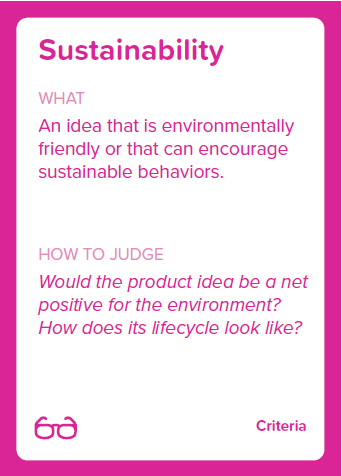 Sustainability
WHAT
An idea that is environmentally
friendly or that can encourage
sustainable behaviors.
HOW TO JUDGE
Would the product idea be a net
positive for the environment?
How does its lifecycle look like?
Criteria